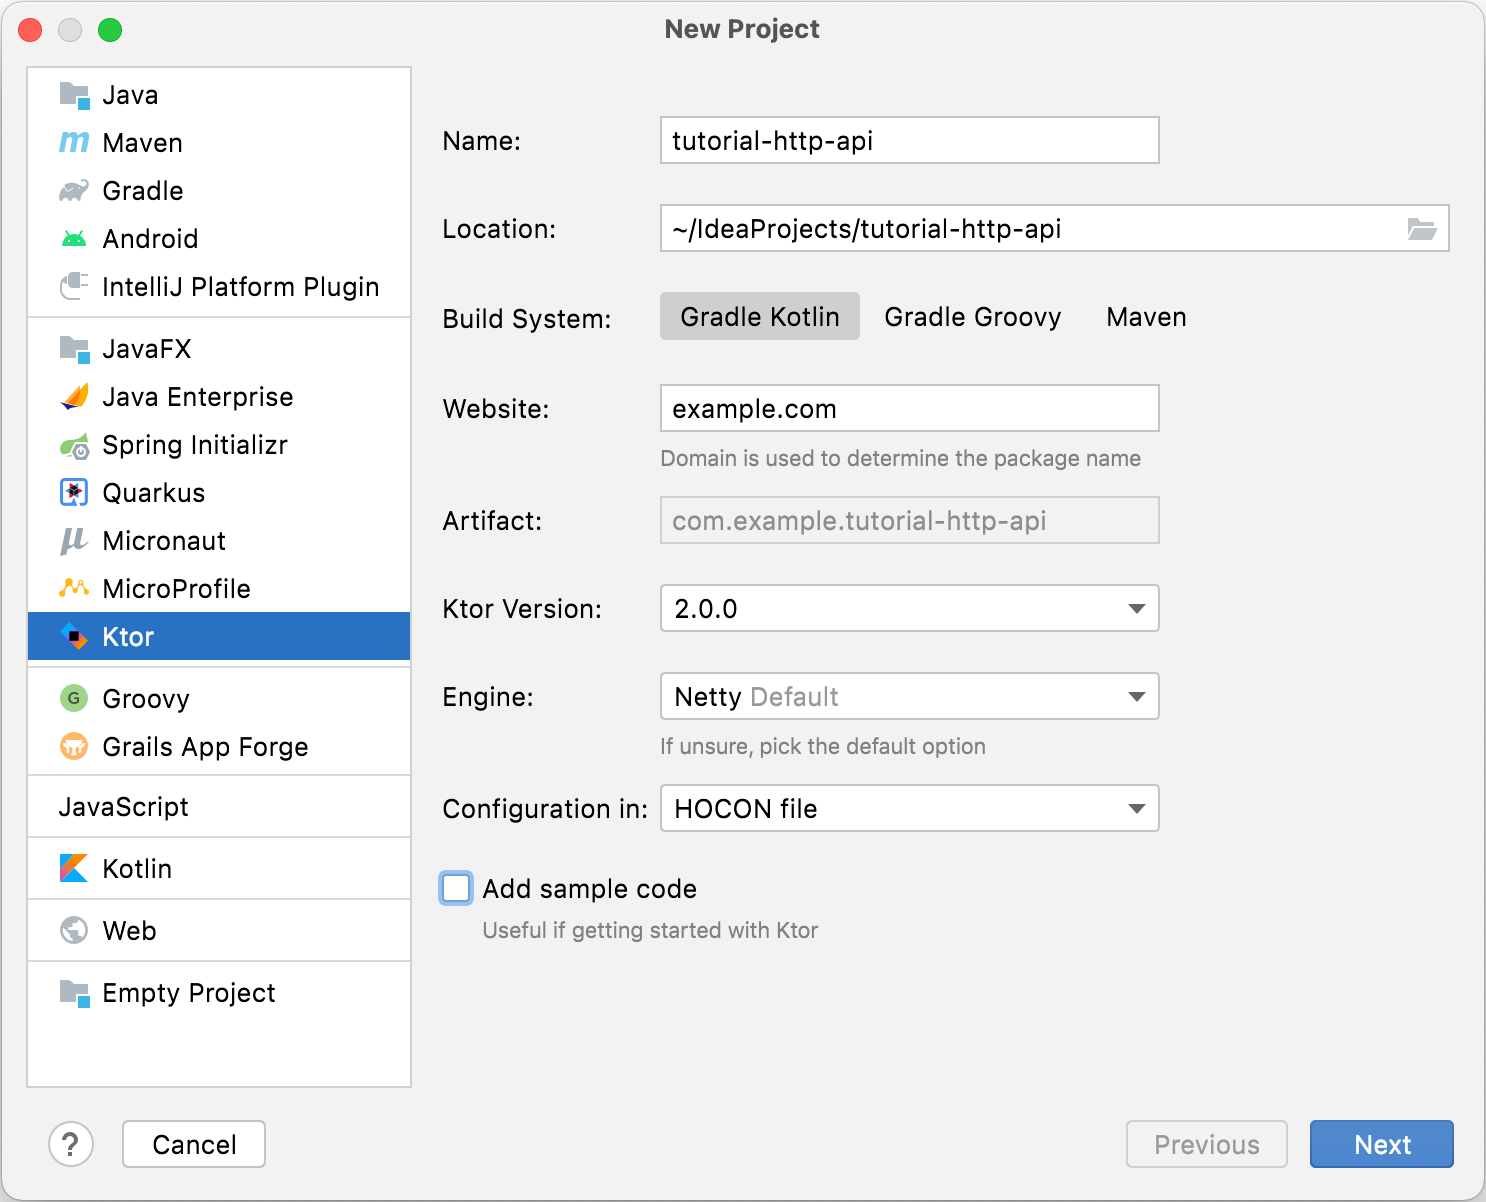 New Project
Java
Maven
Gradle
Android
IntelliJ Platform Plugin
JavaFX
Java Enterprise
Spring Initializr
Quarkus
Micronaut
MicroProfile
Ktor
G Groovy
Grails App Forge
JavaScript
Kotlin
Web
Empty Project
Name: tutorial-http-api
Location: ~/IdeaProjects/tutorial-http-api
Build System: Gradle Kotlin Gradle Groovy Maven
Website: example.com
Domain is used to determine the package name
Artifact: com.example.tutorial-http-api
Ktor Version: 2.0.0
Engine: Netty Default
If unsure, pick the default option
Configuration in: HOCON file
Add sample code
Useful if getting started with Ktor
? Cancel Previous Next